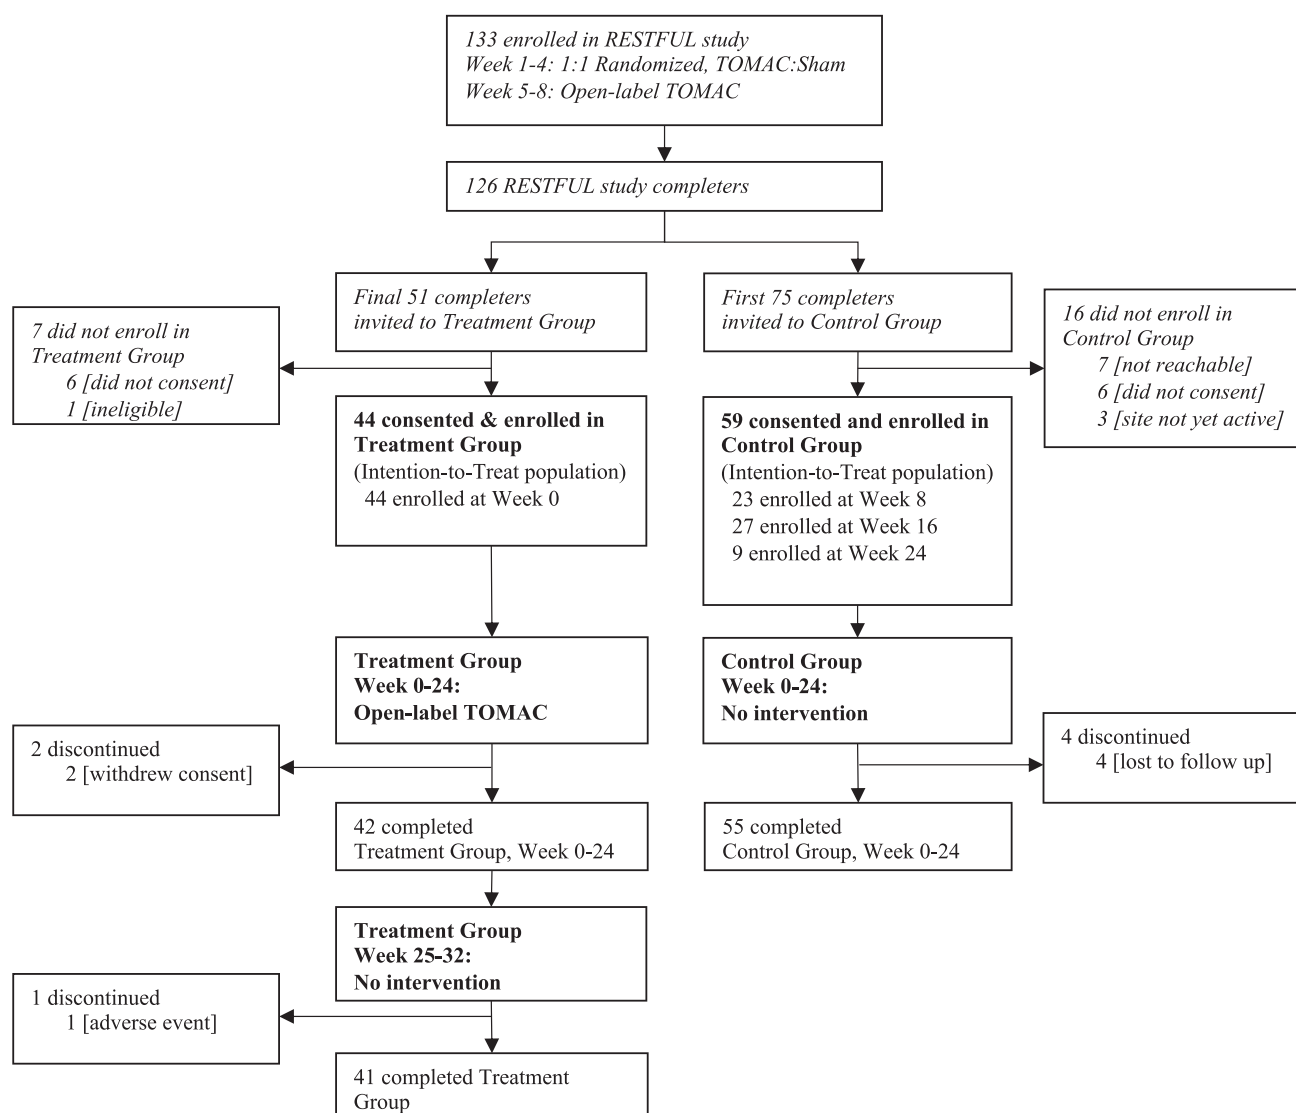 133 enrolled in RESTFUL study
Week 1-4: 1:1 Randomized, TOMAC:Sham
Week 5-8: Open-label TOMAC
126 RESTFUL study completers
Final 51 completers
invited to Treatment Group
First 75 completers
invited to Control Group
7 did not enroll in
Treatment Group
6 [did not consent]
1 [ineligible]
16 did not enroll in
Control Group
7 [not reachable]
6 [did not consent]
3 [site not yet active]
44 consented & enrolled in
Treatment Group
(Intention-to-Treat population)
44 enrolled at Week 0
59 consented and enrolled in
Control Group
(Intention-to-Treat population)
23 enrolled at Week 8
27 enrolled at Week 16
9 enrolled at Week 24
Treatment Group
Week 0-24:
Open-label TOMAC
Control Group
Week 0-24:
No intervention
2 discontinued
2 [withdrew consent]
4 discontinued
4 [lost to follow up]
42 completed
Treatment Group, Week 0-24
55 completed
Control Group, Week 0-24
Treatment Group
Week 25-32:
No intervention
1 discontinued
1 [adverse event]
41 completed Treatment
Group